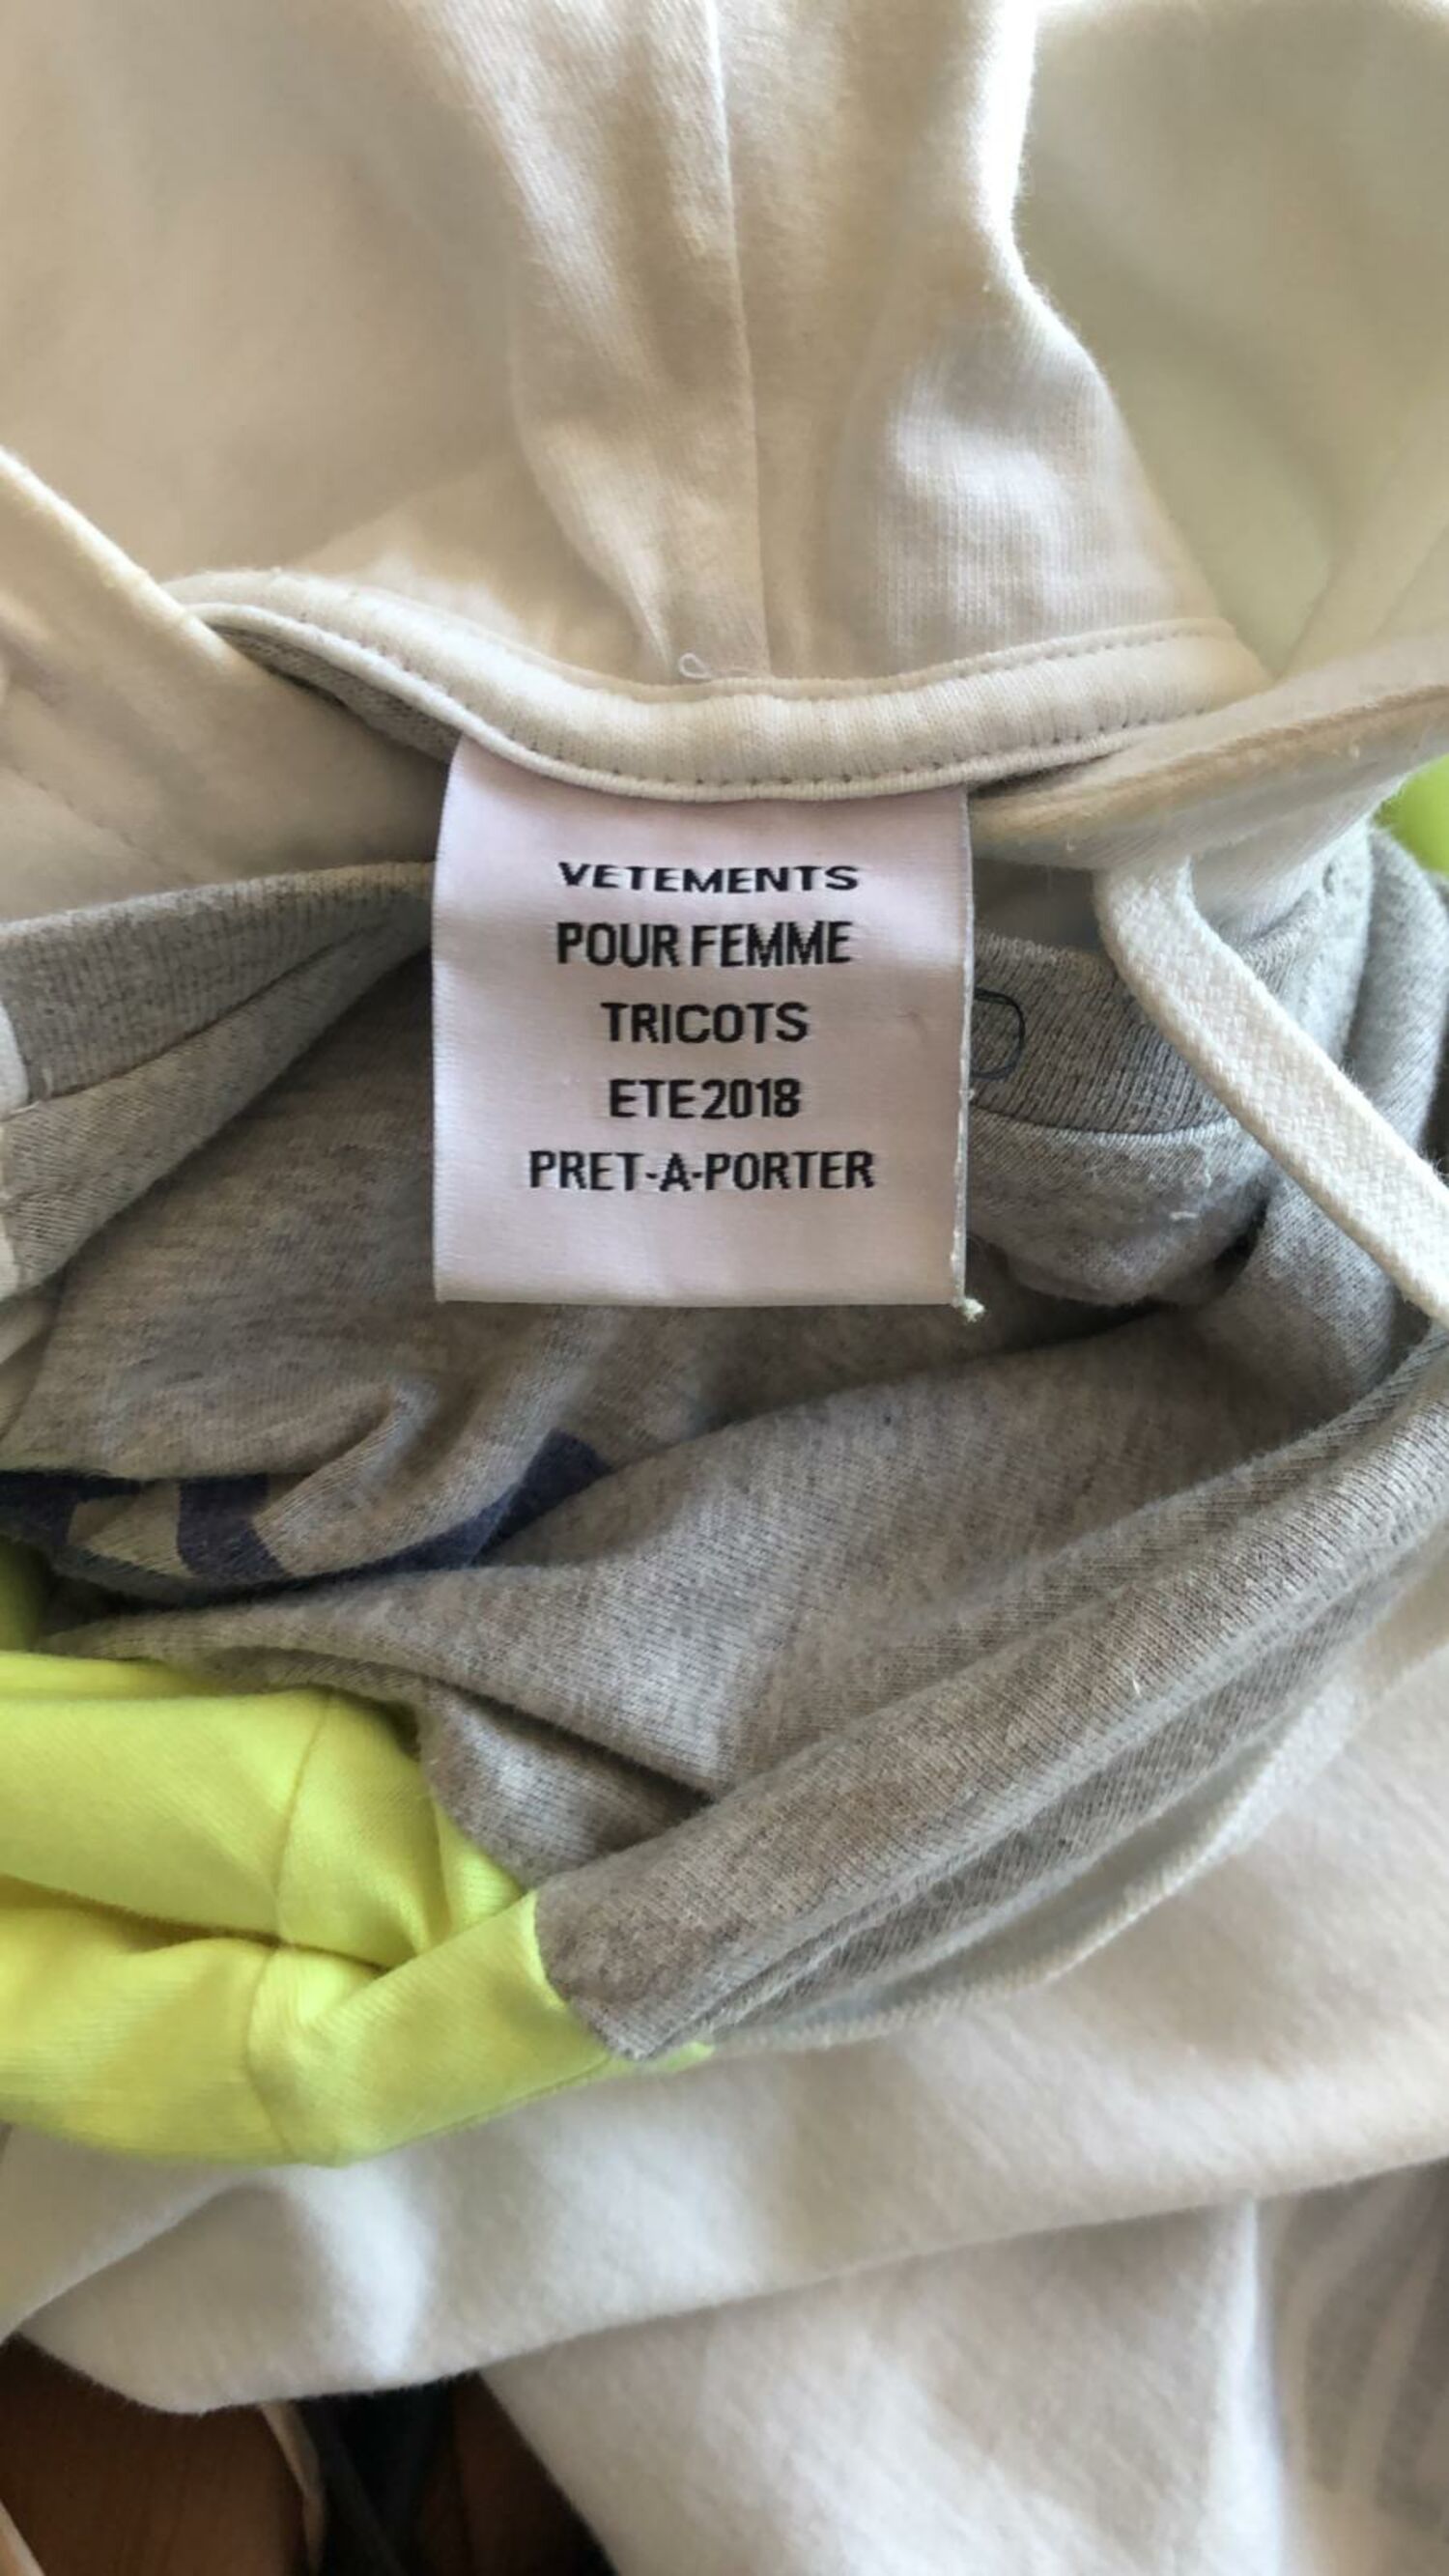 VETEMENTS
POUR FEMME
TRICOTS
ETE 2018
PRET-A-PORTER